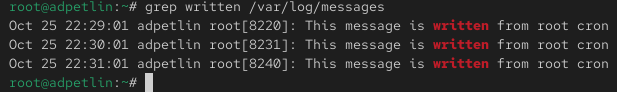 root@adpetlin:~# grep written /var/log/messages
Oct 25 22:29:01 adpetlin root[8220]: This message is written from root cron
Oct 25 22:30:01 adpetlin root[8231]: This message is written from root cron
Oct 25 22:31:01 adpetlin root[8240]: This message is written from root cron
root@adpetlin:~#